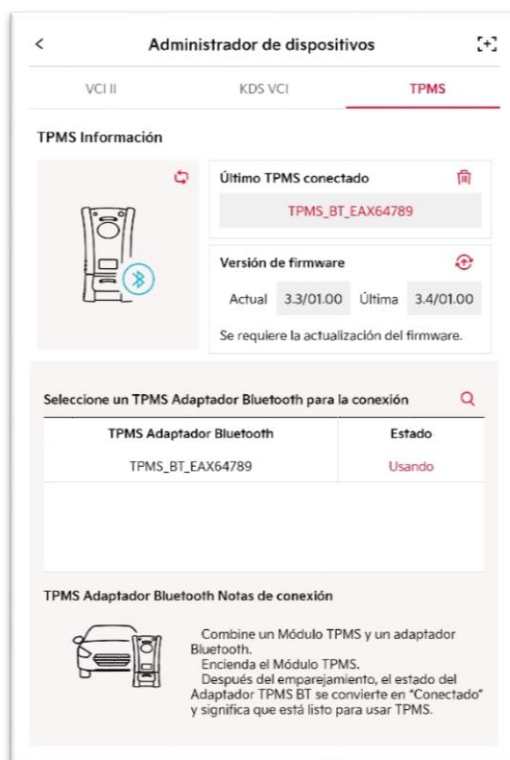 Administrador de dispositivos
VCI II KDS VCI TPMS
TPMS Información
Último TPMS conectado
TPMS_BT_EAX64789
Versión de firmware
Actual 3.3/01.00 Última 3.4/01.00
Se requiere la actualización del firmware.
Seleccione un TPMS Adaptador Bluetooth para la conexión
TPMS Adaptador Bluetooth Estado
TPMS_BT_EAX64789 Usando
TPMS Adaptador Bluetooth Notas de conexión
Combine un Módulo TPMS y un adaptador
Bluetooth.
Encienda el Módulo TPMS.
Después del emparejamiento, el estado del
Adaptador TPMS BT se convierte en “Conectado”
y significa que está listo para usar TPMS.